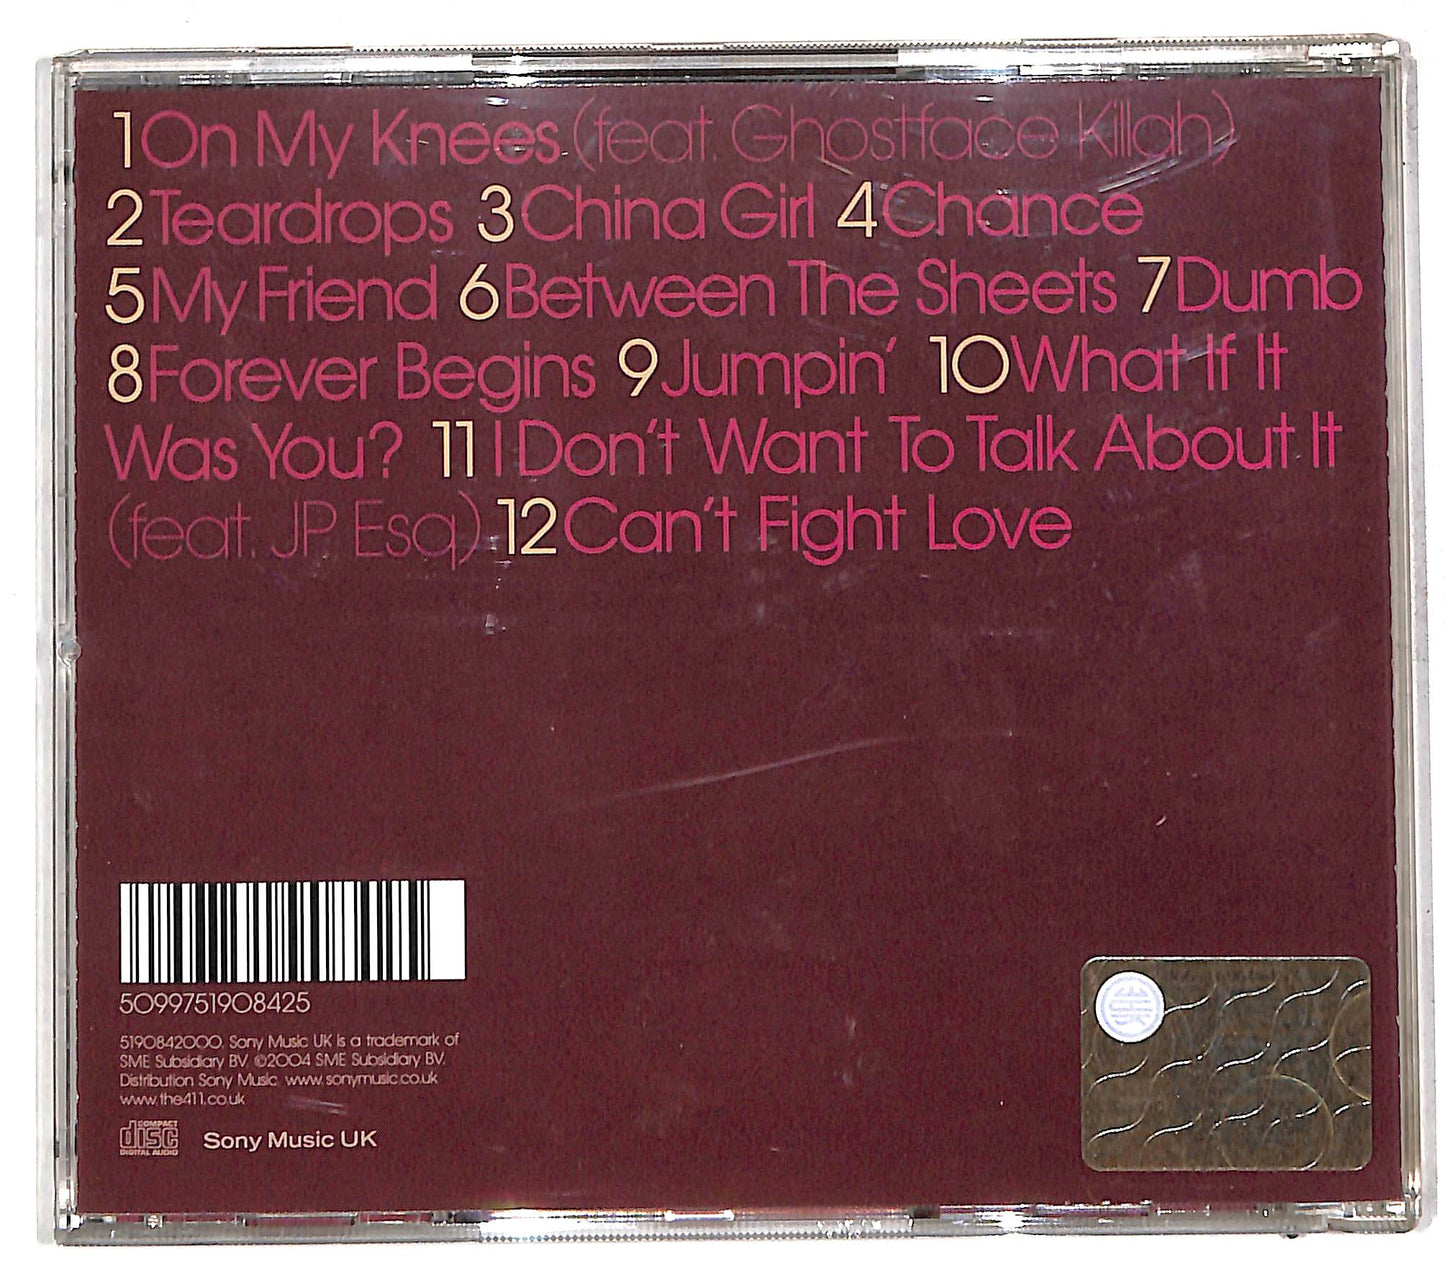 1 On My Knees (feat. Ghostface Killah)
2 Teardrops 3 China Girl 4 Chance
5 My Friend 6 Between The Sheets 7 Dumb
8 Forever Begins 9 Jumpin' 10 What If It
Was You? 11 I Don't Want To Talk About It
(feat. JP Esq) 12 Can't Fight Love
5099751908425
5190842000 Sony Music UK is a trademark of
SME Subsidiary BV ©2004 SME Subsidiary BV.
Distribution Sony Music www.sonymusic.co.uk
www.the411.co.uk
COMPACT
disc
DIGITAL AUDIO
Sony Music UK